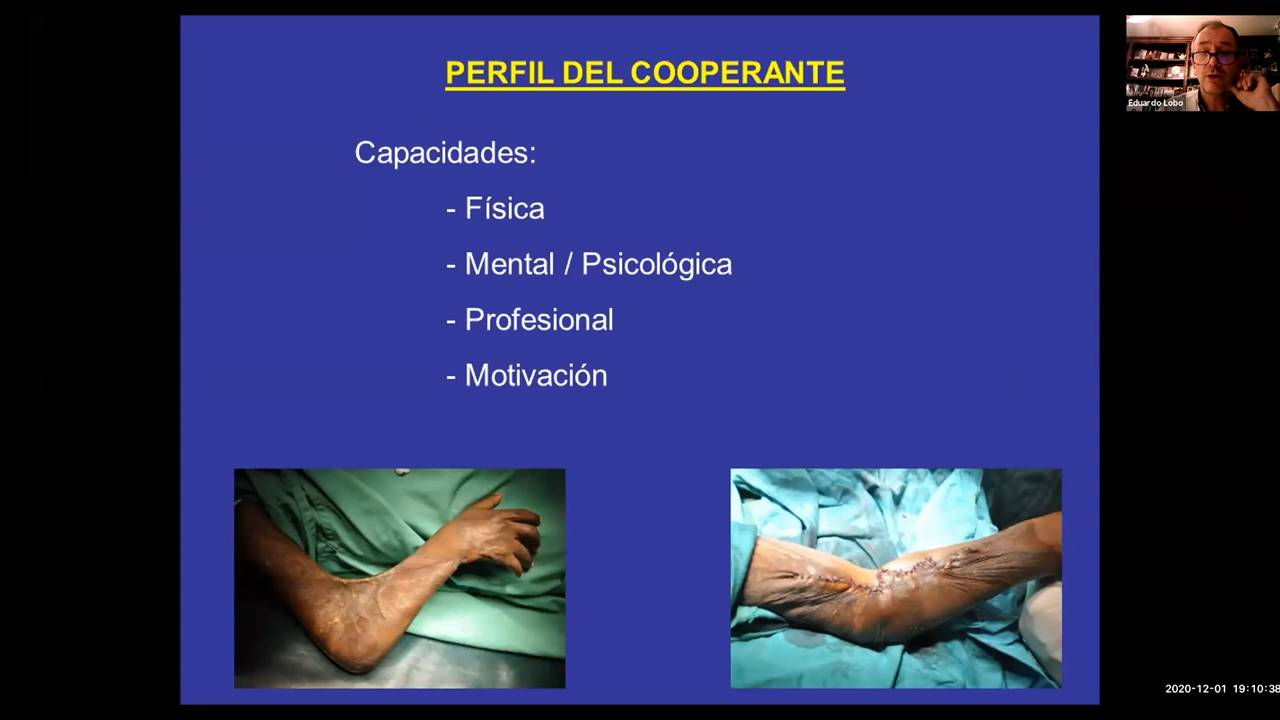 PERFIL DEL COOPERANTE
Capacidades:
- Física
- Mental / Psicológica
- Profesional
- Motivación
Eduardo Lobo
2020-12-01 19:10:38